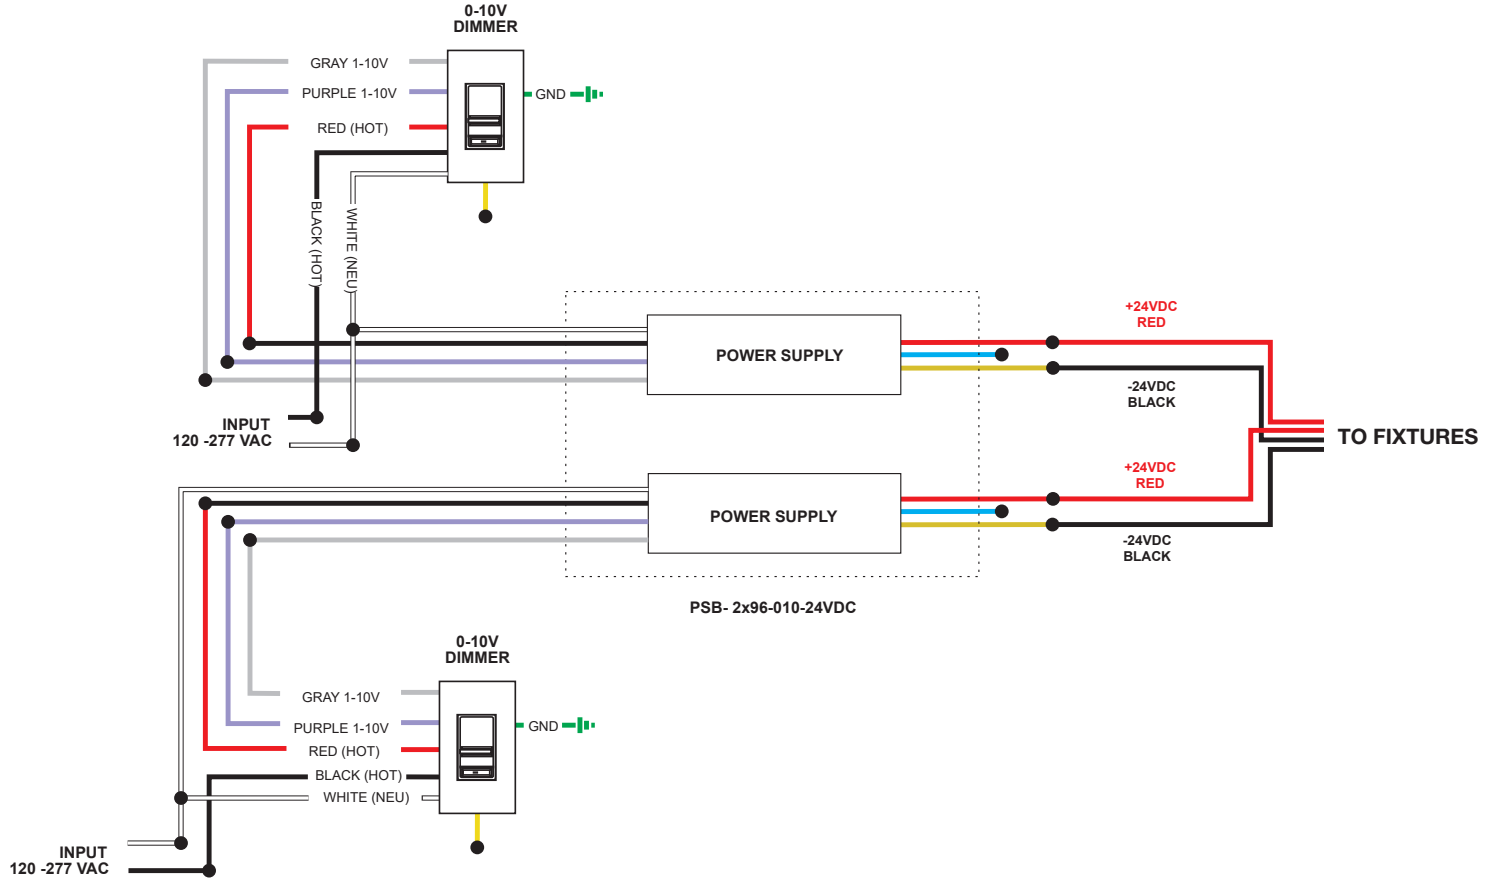 0-10V
DIMMER
GRAY 1-10V
PURPLE 1-10V
GND
RED (HOT)
BLACK (HOT)
WHITE (NEU)
+24VDC
RED
POWER SUPPLY
-24VDC
BLACK
INPUT
120 -277 VAC
TO FIXTURES
+24VDC
RED
POWER SUPPLY
-24VDC
BLACK
PSB- 2x96-010-24VDC
0-10V
DIMMER
GRAY 1-10V
PURPLE 1-10V
GND
RED (HOT)
BLACK (HOT)
WHITE (NEU)
INPUT
120 -277 VAC